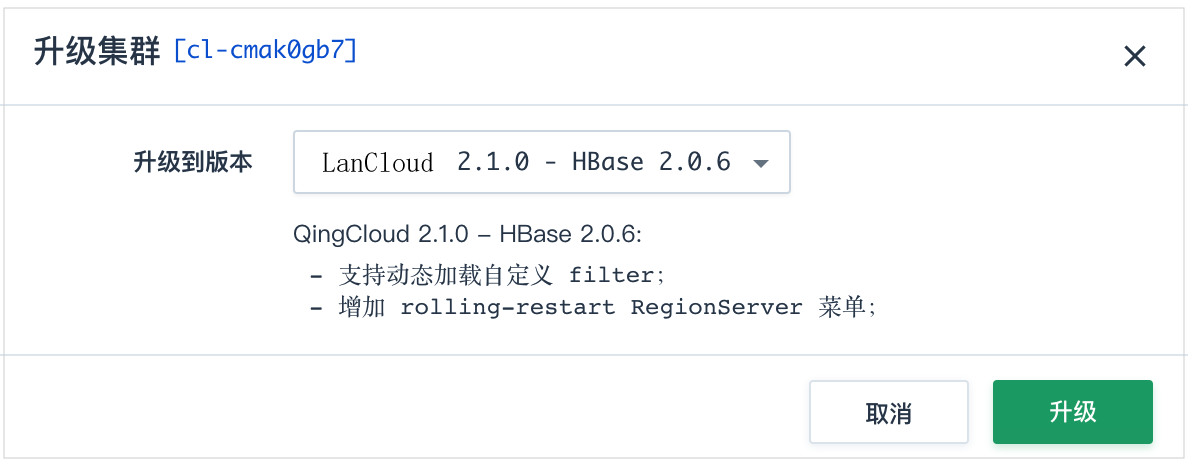 升级集群 [cl-cmak0gb7]
升级到版本 LanCloud 2.1.0 - HBase 2.0.6
QingCloud 2.1.0 – HBase 2.0.6:
- 支持动态加载自定义 filter;
- 增加 rolling-restart RegionServer 菜单;
取消 升级